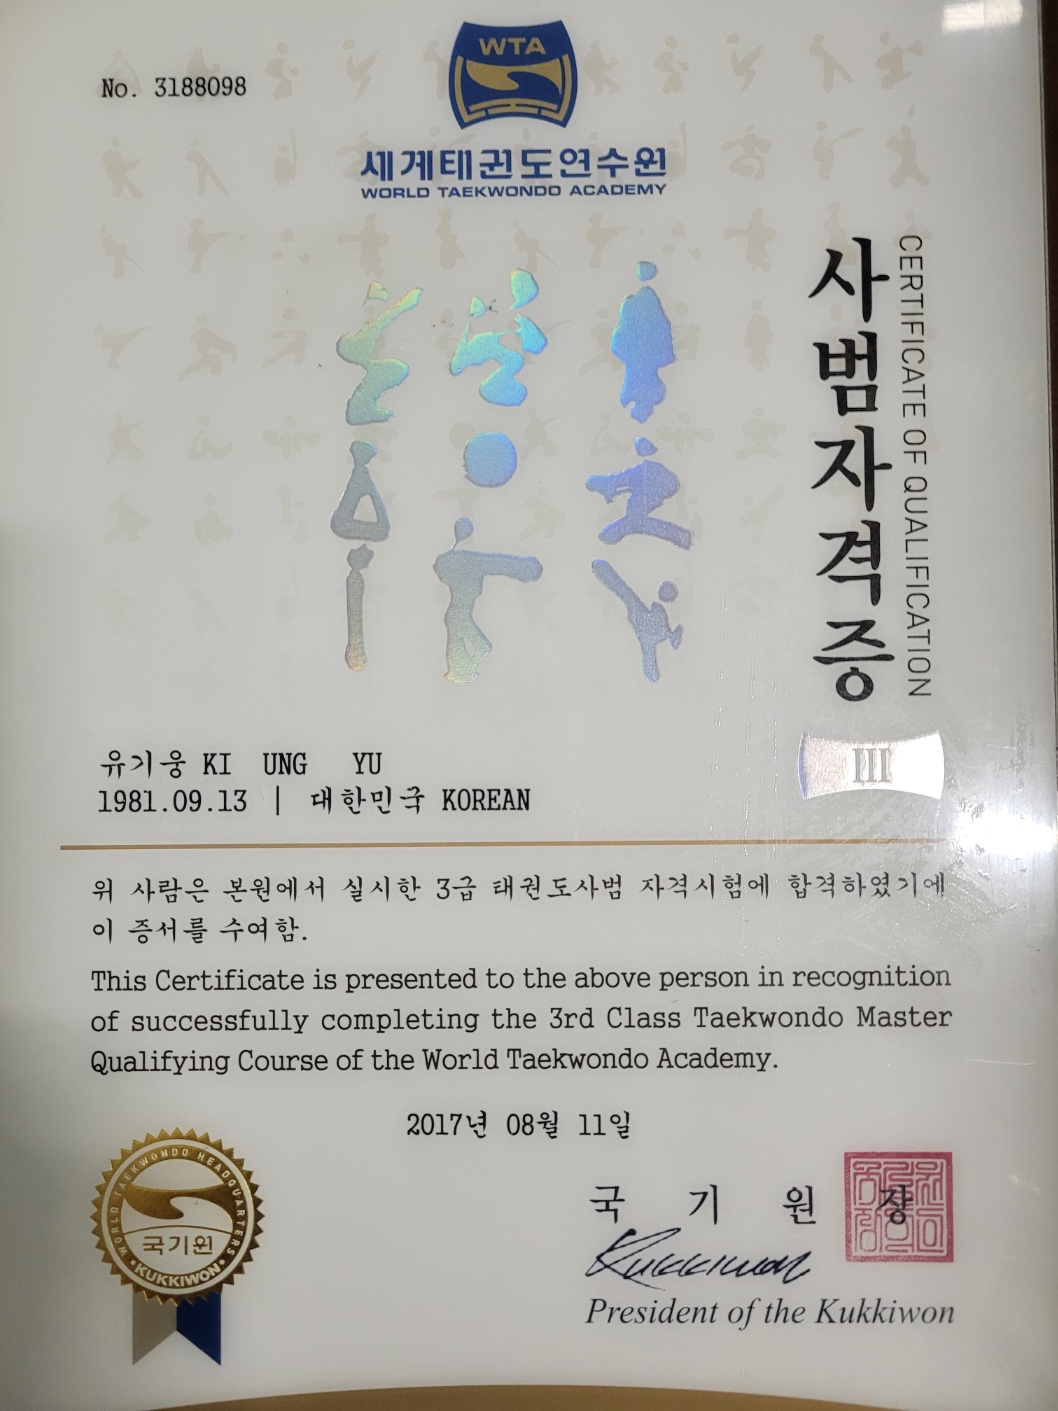 No. 3188098
WTA
세계태권도연수원
WORLD TAEKWONDO ACADEMY
사범자격증
CERTIFICATE OF QUALIFICATION
III
유기웅 KI UNG YU
1981.09.13 | 대한민국 KOREAN
위 사람은 본원에서 실시한 3급 태권도사범 자격시험에 합격하였기에
이 증서를 수여함.
This Certificate is presented to the above person in recognition
of successfully completing the 3rd Class Taekwondo Master
Qualifying Course of the World Taekwondo Academy.
2017년 08월 11일
국 기 원 장
Kukkiwon
President of the Kukkiwon
WORLD TAEKWONDO HEADQUARTERS
국기원
KUKKIWON